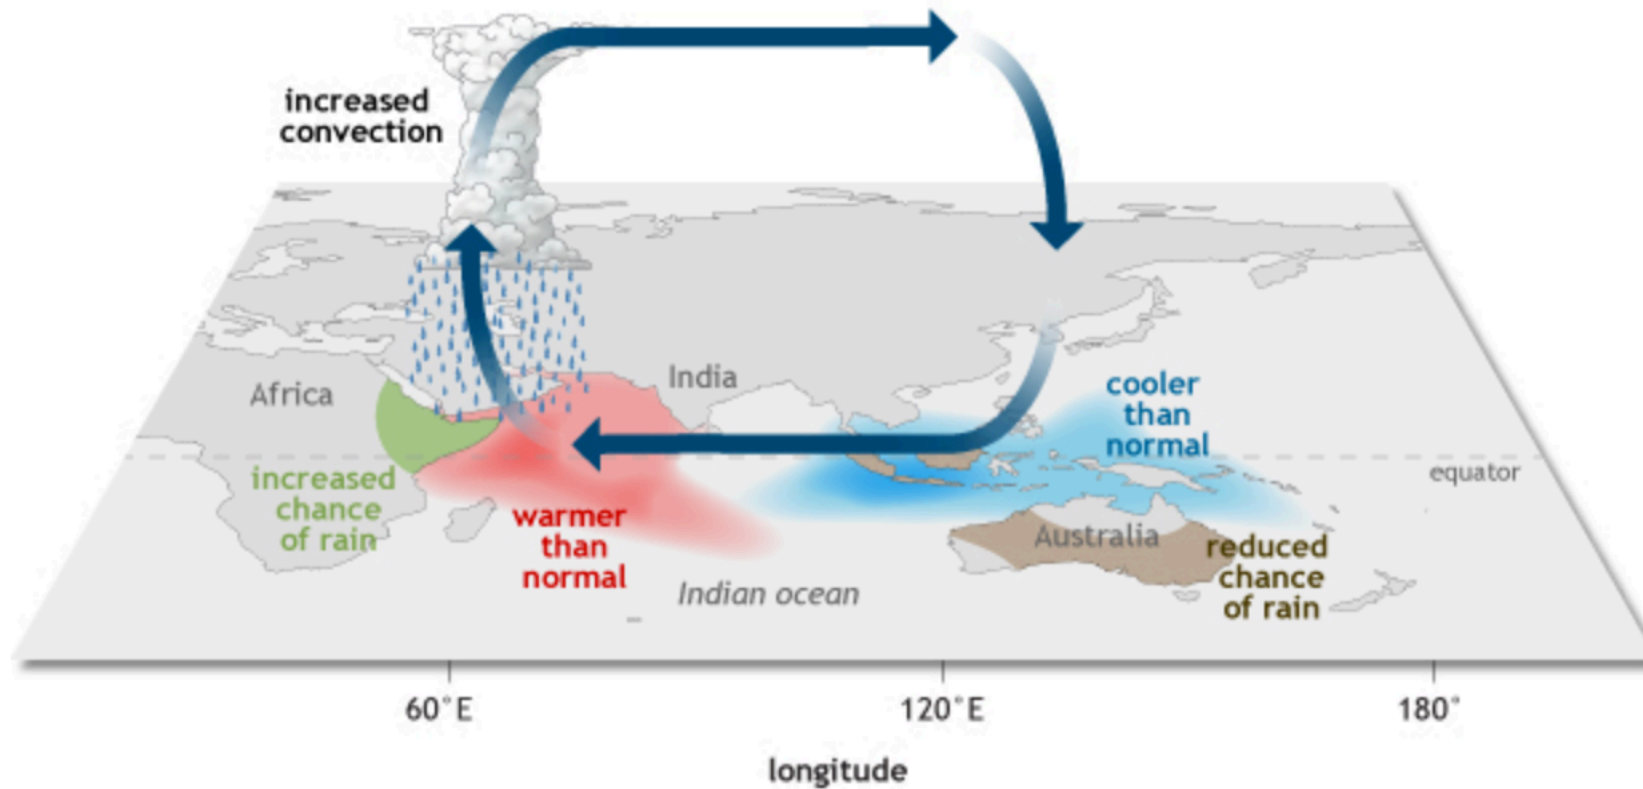 increased
convection
Africa
India
cooler
than
normal
equator
increased
chance
of rain
warmer
than
normal
Indian ocean
Australia
reduced
chance
of rain
60°E
120°E
180°
longitude